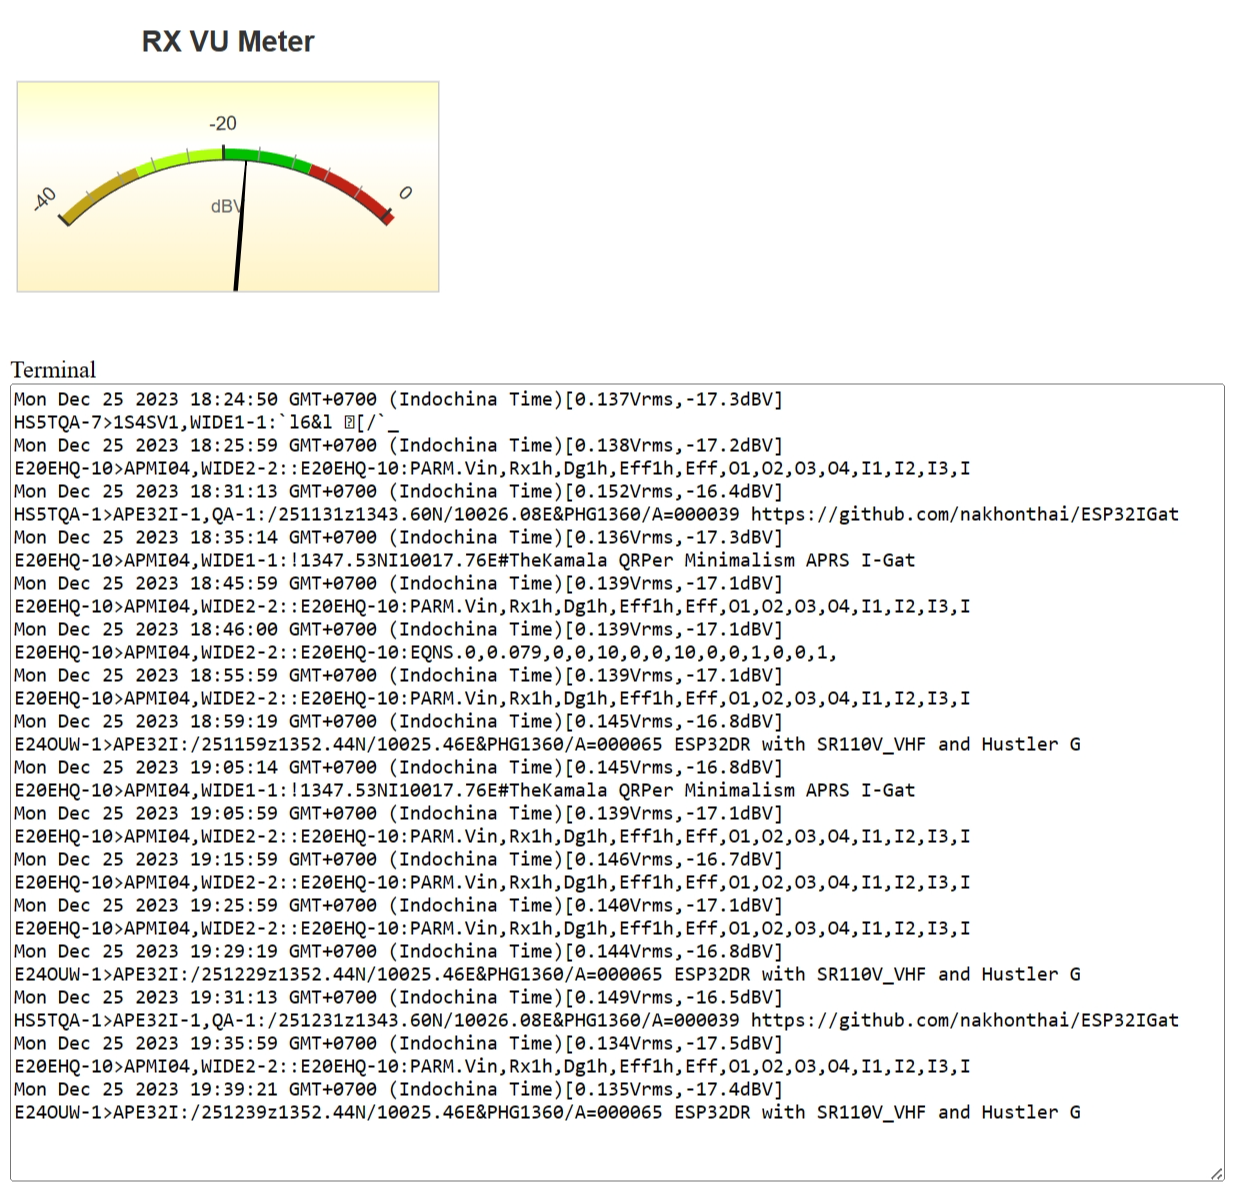 RX VU Meter
-20
-40
0
dBV
Terminal
Mon Dec 25 2023 18:24:50 GMT+0700 (Indochina Time)[0.137Vrms,-17.3dBV]
HS5TQA-7>1S4SV1,WIDE1-1:`l6&l [/`_
Mon Dec 25 2023 18:25:59 GMT+0700 (Indochina Time)[0.138Vrms,-17.2dBV]
E20EHQ-10>APMI04,WIDE2-2::E20EHQ-10:PARM.Vin,Rx1h,Dg1h,Eff1h,Eff,O1,O2,O3,O4,I1,I2,I3,I
Mon Dec 25 2023 18:31:13 GMT+0700 (Indochina Time)[0.152Vrms,-16.4dBV]
HS5TQA-1>APE32I-1,QA-1:/251131z1343.60N/10026.08E&PHG1360/A=000039 https://github.com/nakhonthai/ESP32IGat
Mon Dec 25 2023 18:35:14 GMT+0700 (Indochina Time)[0.136Vrms,-17.3dBV]
E20EHQ-10>APMI04,WIDE1-1:!1347.53NI10017.76E#TheKamala QRPer Minimalism APRS I-Gat
Mon Dec 25 2023 18:45:59 GMT+0700 (Indochina Time)[0.139Vrms,-17.1dBV]
E20EHQ-10>APMI04,WIDE2-2::E20EHQ-10:PARM.Vin,Rx1h,Dg1h,Eff1h,Eff,O1,O2,O3,O4,I1,I2,I3,I
Mon Dec 25 2023 18:46:00 GMT+0700 (Indochina Time)[0.139Vrms,-17.1dBV]
E20EHQ-10>APMI04,WIDE2-2::E20EHQ-10:EQNS.0,0.079,0,0,10,0,0,10,0,0,1,0,0,1,
Mon Dec 25 2023 18:55:59 GMT+0700 (Indochina Time)[0.139Vrms,-17.1dBV]
E20EHQ-10>APMI04,WIDE2-2::E20EHQ-10:PARM.Vin,Rx1h,Dg1h,Eff1h,Eff,O1,O2,O3,O4,I1,I2,I3,I
Mon Dec 25 2023 18:59:19 GMT+0700 (Indochina Time)[0.145Vrms,-16.8dBV]
E24OUW-1>APE32I:/251159z1352.44N/10025.46E&PHG1360/A=000065 ESP32DR with SR110V_VHF and Hustler G
Mon Dec 25 2023 19:05:14 GMT+0700 (Indochina Time)[0.145Vrms,-16.8dBV]
E20EHQ-10>APMI04,WIDE1-1:!1347.53NI10017.76E#TheKamala QRPer Minimalism APRS I-Gat
Mon Dec 25 2023 19:05:59 GMT+0700 (Indochina Time)[0.139Vrms,-17.1dBV]
E20EHQ-10>APMI04,WIDE2-2::E20EHQ-10:PARM.Vin,Rx1h,Dg1h,Eff1h,Eff,O1,O2,O3,O4,I1,I2,I3,I
Mon Dec 25 2023 19:15:59 GMT+0700 (Indochina Time)[0.146Vrms,-16.7dBV]
E20EHQ-10>APMI04,WIDE2-2::E20EHQ-10:PARM.Vin,Rx1h,Dg1h,Eff1h,Eff,O1,O2,O3,O4,I1,I2,I3,I
Mon Dec 25 2023 19:25:59 GMT+0700 (Indochina Time)[0.140Vrms,-17.1dBV]
E20EHQ-10>APMI04,WIDE2-2::E20EHQ-10:PARM.Vin,Rx1h,Dg1h,Eff1h,Eff,O1,O2,O3,O4,I1,I2,I3,I
Mon Dec 25 2023 19:29:19 GMT+0700 (Indochina Time)[0.144Vrms,-16.8dBV]
E24OUW-1>APE32I:/251229z1352.44N/10025.46E&PHG1360/A=000065 ESP32DR with SR110V_VHF and Hustler G
Mon Dec 25 2023 19:31:13 GMT+0700 (Indochina Time)[0.149Vrms,-16.5dBV]
HS5TQA-1>APE32I-1,QA-1:/251231z1343.60N/10026.08E&PHG1360/A=000039 https://github.com/nakhonthai/ESP32IGat
Mon Dec 25 2023 19:35:59 GMT+0700 (Indochina Time)[0.134Vrms,-17.5dBV]
E20EHQ-10>APMI04,WIDE2-2::E20EHQ-10:PARM.Vin,Rx1h,Dg1h,Eff1h,Eff,O1,O2,O3,O4,I1,I2,I3,I
Mon Dec 25 2023 19:39:21 GMT+0700 (Indochina Time)[0.135Vrms,-17.4dBV]
E24OUW-1>APE32I:/251239z1352.44N/10025.46E&PHG1360/A=000065 ESP32DR with SR110V_VHF and Hustler G